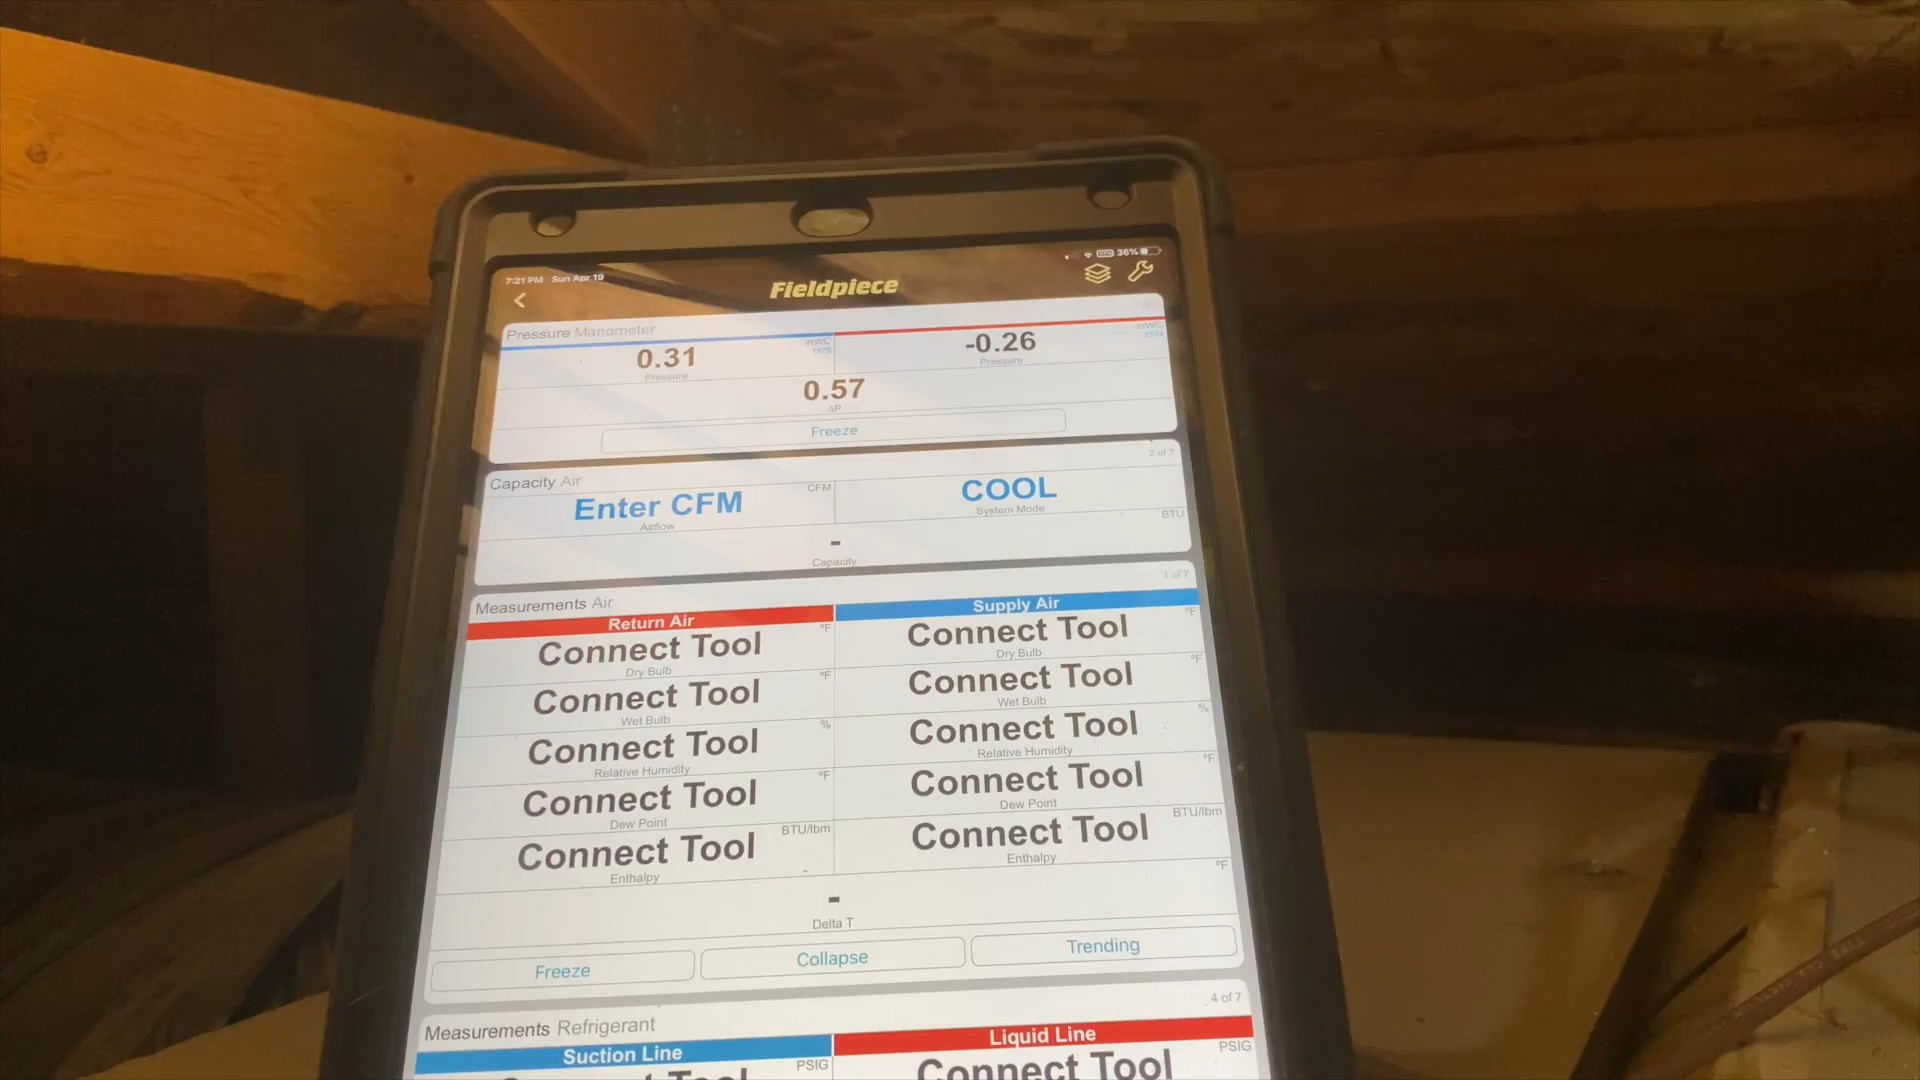 7:21 PM Sun Apr 19
36%
Fieldpiece
Pressure Manometer
0.31
inWC
1575
Pressure
-0.26
inWC
Pressure
0.57
ΔP
Freeze
Capacity Air
2 of 7
Enter CFM
CFM
Airflow
COOL
System Mode
BTU
-
Capacity
Measurements Air
3 of 7
Return Air
Supply Air
Connect Tool °F
Connect Tool °F
Dry Bulb
Dry Bulb
Connect Tool °F
Connect Tool °F
Wet Bulb
Wet Bulb
Connect Tool %
Connect Tool %
Relative Humidity
Relative Humidity
Connect Tool °F
Connect Tool °F
Dew Point
Dew Point
Connect Tool BTU/lbm
Connect Tool BTU/lbm
Enthalpy
Enthalpy
°F
-
Delta T
Freeze
Collapse
Trending
Measurements Refrigerant
4 of 7
Suction Line
Liquid Line
PSIG
Connect Tool PSIG